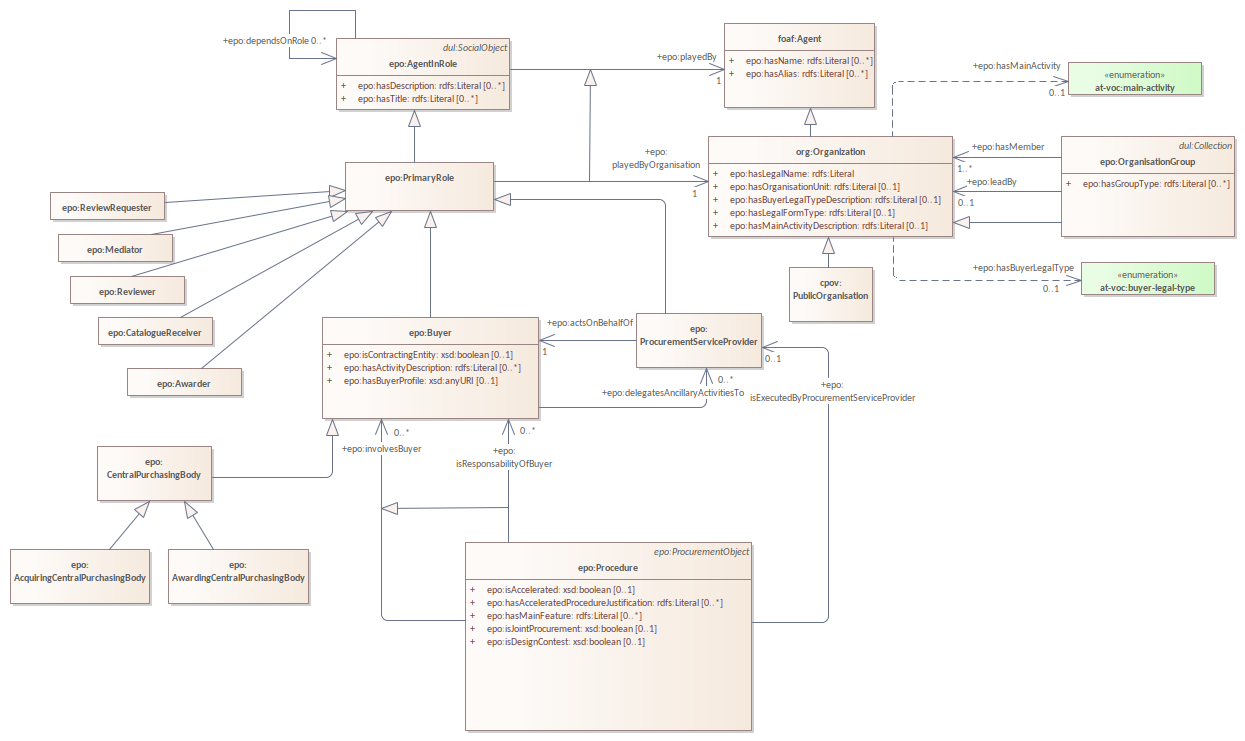 +epo:dependsOnRole 0..*
dul:SocialObject
epo:AgentInRole
+ epo:hasDescription: rdfs:Literal [0..*]
+ epo:hasTitle: rdfs:Literal [0..*]
+epo:playedBy
1
foaf:Agent
+ epo:hasName: rdfs:Literal [0..*]
+ epo:hasAlias: rdfs:Literal [0..*]
+epo:hasMainActivity
0..1
«enumeration»
at-voc:main-activity
epo:PrimaryRole
+epo:
playedByOrganisation
1
org:Organization
+ epo:hasLegalName: rdfs:Literal
+ epo:hasOrganisationUnit: rdfs:Literal [0..1]
+ epo:hasBuyerLegalTypeDescription: rdfs:Literal [0..1]
+ epo:hasLegalFormType: rdfs:Literal [0..1]
+ epo:hasMainActivityDescription: rdfs:Literal [0..1]
+epo:hasMember
1..*
+epo:leadBy
0..1
dul:Collection
epo:OrganisationGroup
+ epo:hasGroupType: rdfs:Literal [0..*]
epo:ReviewRequester
epo:Mediator
epo:Reviewer
epo:CatalogueReceiver
epo:Awarder
cpov:
PublicOrganisation
+epo:hasBuyerLegalType
0..1
«enumeration»
at-voc:buyer-legal-type
epo:Buyer
+ epo:isContractingEntity: xsd:boolean [0..1]
+ epo:hasActivityDescription: rdfs:Literal [0..*]
+ epo:hasBuyerProfile: xsd:anyURI [0..1]
+epo:actsOnBehalfOf
1
epo:
ProcurementServiceProvider
0..1
0..*
+epo:delegatesAncillaryActivitiesTo
+epo:
isExecutedByProcurementServiceProvider
0..*
+epo:involvesBuyer
0..*
+epo:
isResponsabilityOfBuyer
epo:
CentralPurchasingBody
epo:
AcquiringCentralPurchasingBody
epo:
AwardingCentralPurchasingBody
epo:ProcurementObject
epo:Procedure
+ epo:isAccelerated: xsd:boolean [0..1]
+ epo:hasAcceleratedProcedureJustification: rdfs:Literal [0..*]
+ epo:hasMainFeature: rdfs:Literal [0..*]
+ epo:isJointProcurement: xsd:boolean [0..1]
+ epo:isDesignContest: xsd:boolean [0..1]